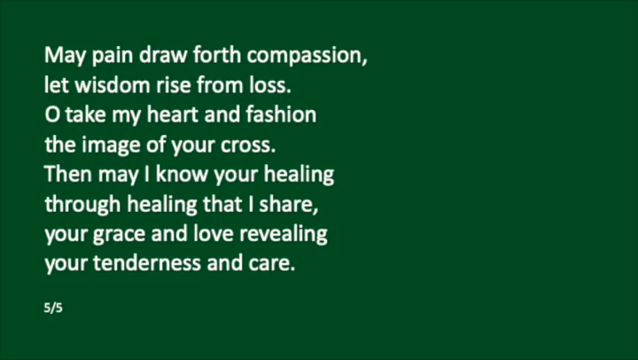 May pain draw forth compassion,
let wisdom rise from loss.
O take my heart and fashion
the image of your cross.
Then may I know your healing
through healing that I share,
your grace and love revealing
your tenderness and care.
5/5